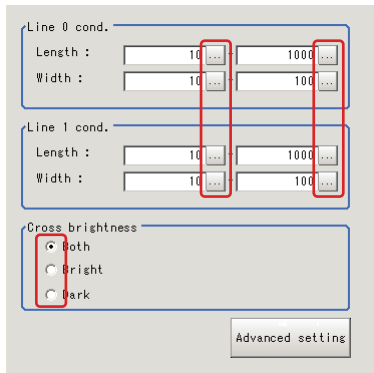 Line 0 cond.
Length : 10 ... - 1000 ...
Width : 10 ... - 100 ...
Line 1 cond.
Length : 10 ... - 1000 ...
Width : 10 ... - 100 ...
Cross brightness
Both
Bright
Dark
Advanced setting